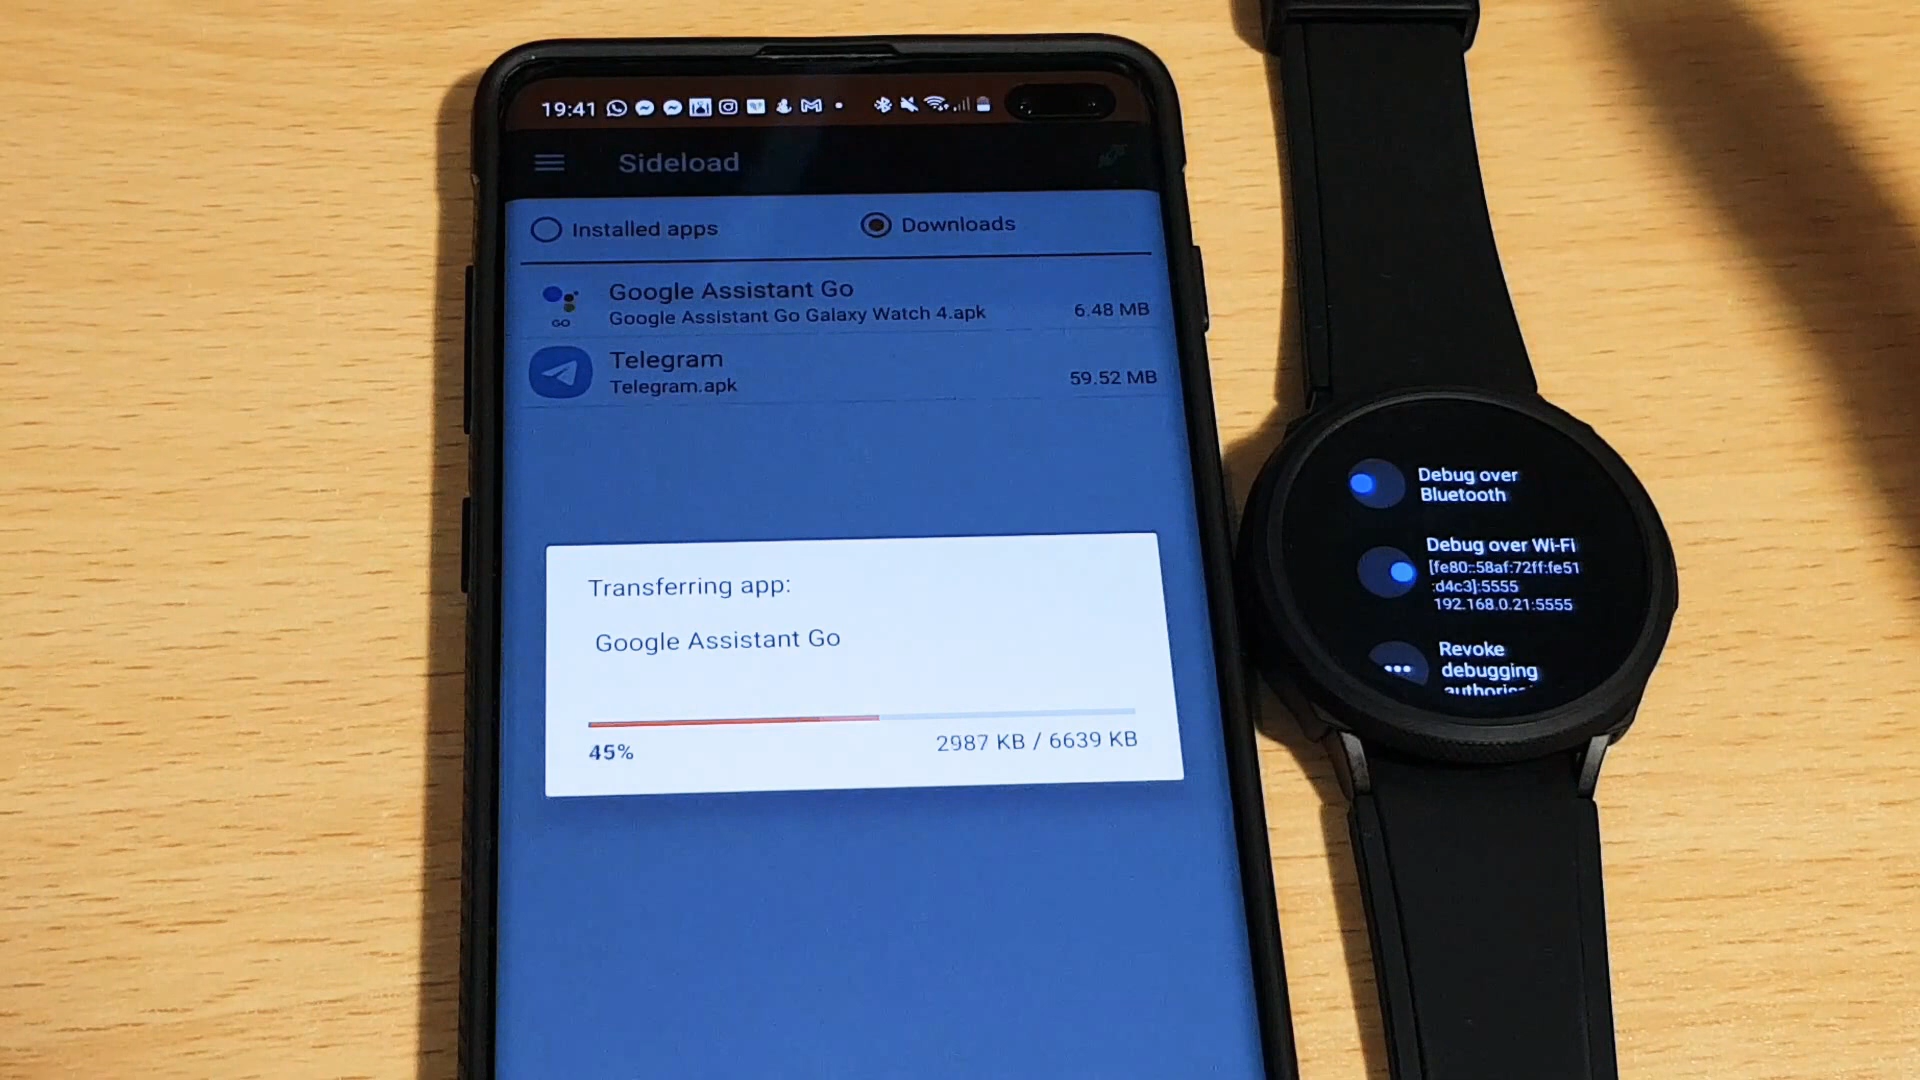 19:41
Sideload
Installed apps
Downloads
Google Assistant Go
Google Assistant Go Galaxy Watch 4.apk
6.48 MB
GO
Telegram
Telegram.apk
59.52 MB
Transferring app:
Google Assistant Go
45%
2987 KB / 6639 KB
Debug over
Bluetooth
Debug over Wi-Fi
[fe80::58af:72ff:fe51
:d4c3]:5555
192.168.0.21:5555
Revoke
debugging